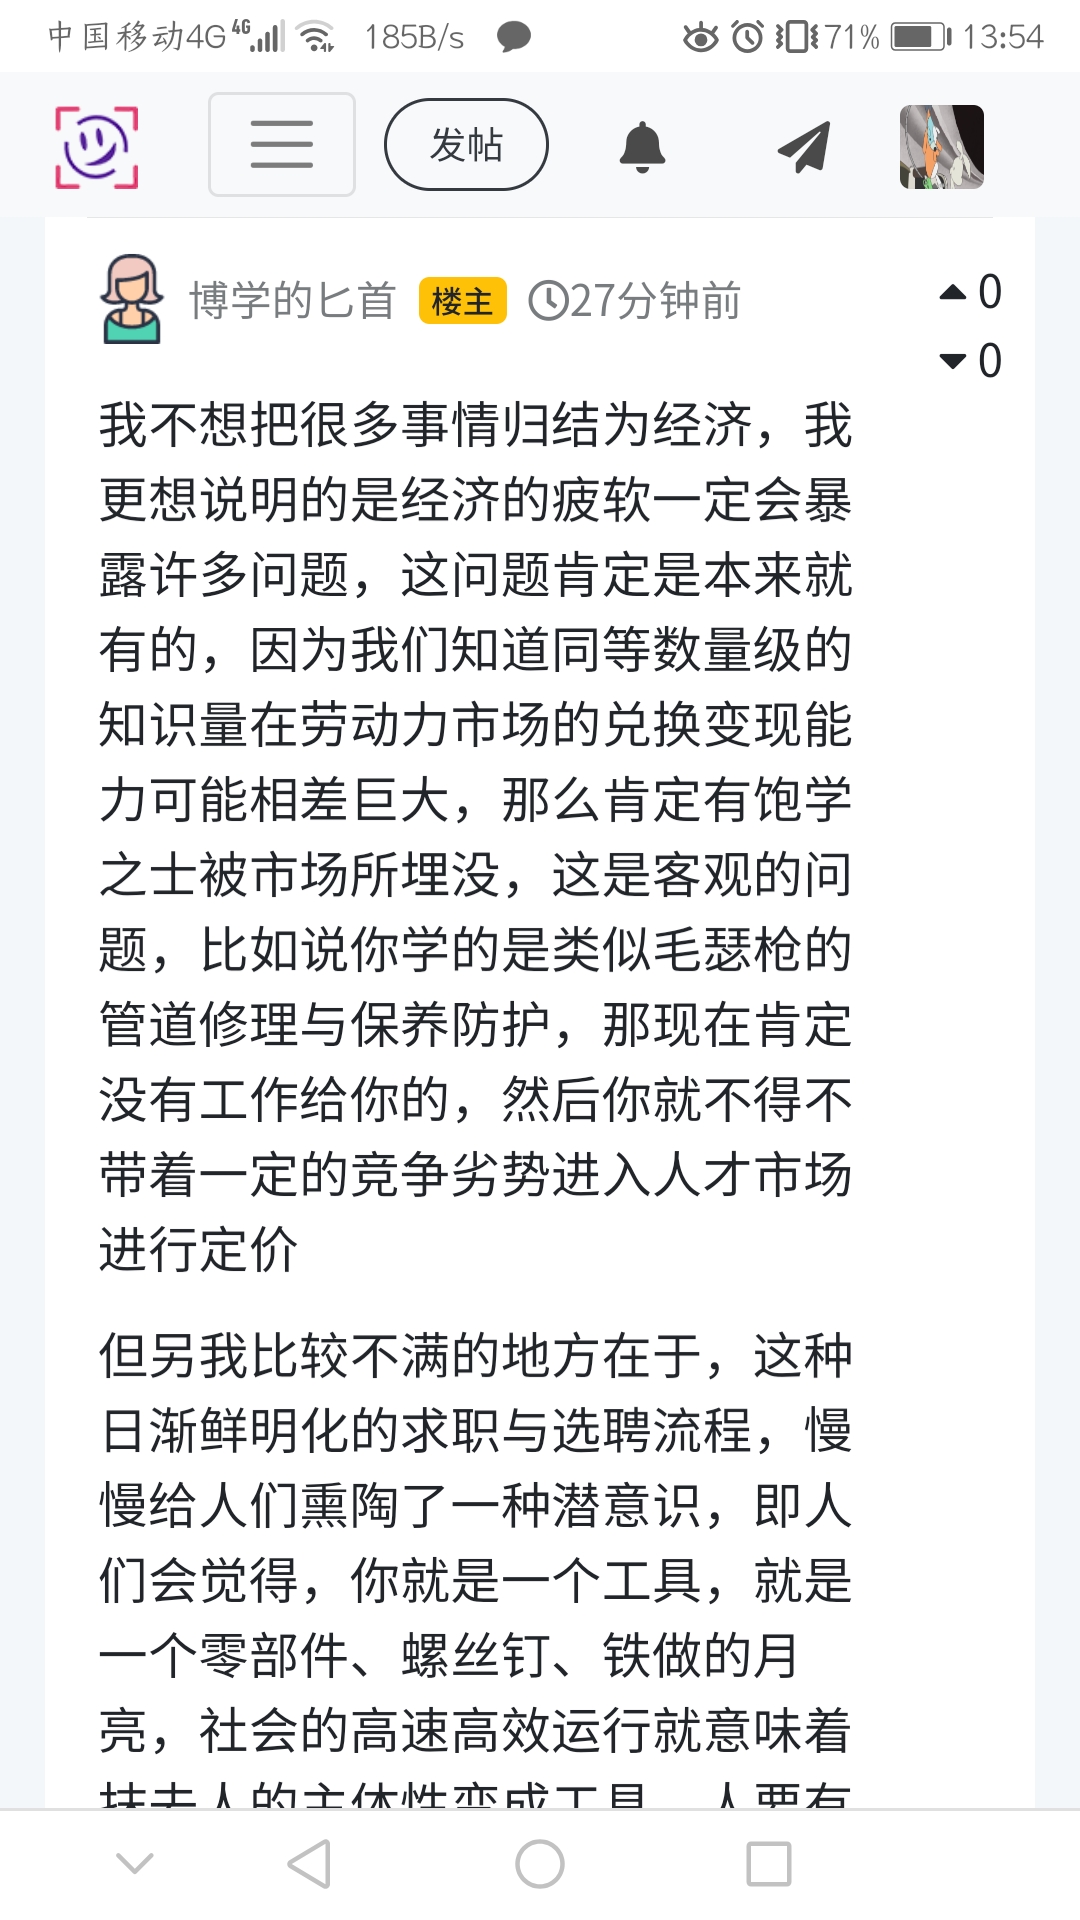 中国移动4G 4G 185B/s 71% 13:54
发帖
博学的匕首 楼主 27分钟前
0
0
我不想把很多事情归结为经济，我
更想说明的是经济的疲软一定会暴
露许多问题，这问题肯定是本来就
有的，因为我们知道同等数量级的
知识量在劳动力市场的兑换变现能
力可能相差巨大，那么肯定有饱学
之士被市场所埋没，这是客观的问
题，比如说你学的是类似毛瑟枪的
管道修理与保养防护，那现在肯定
没有工作给你的，然后你就不得不
带着一定的竞争劣势进入人才市场
进行定价
但另我比较不满的地方在于，这种
日渐鲜明化的求职与选聘流程，慢
慢给人们熏陶了一种潜意识，即人
们会觉得，你就是一个工具，就是
一个零部件、螺丝钉、铁做的月
亮，社会的高速高效运行就意味着
抹去人的主体性变成工具，人要有